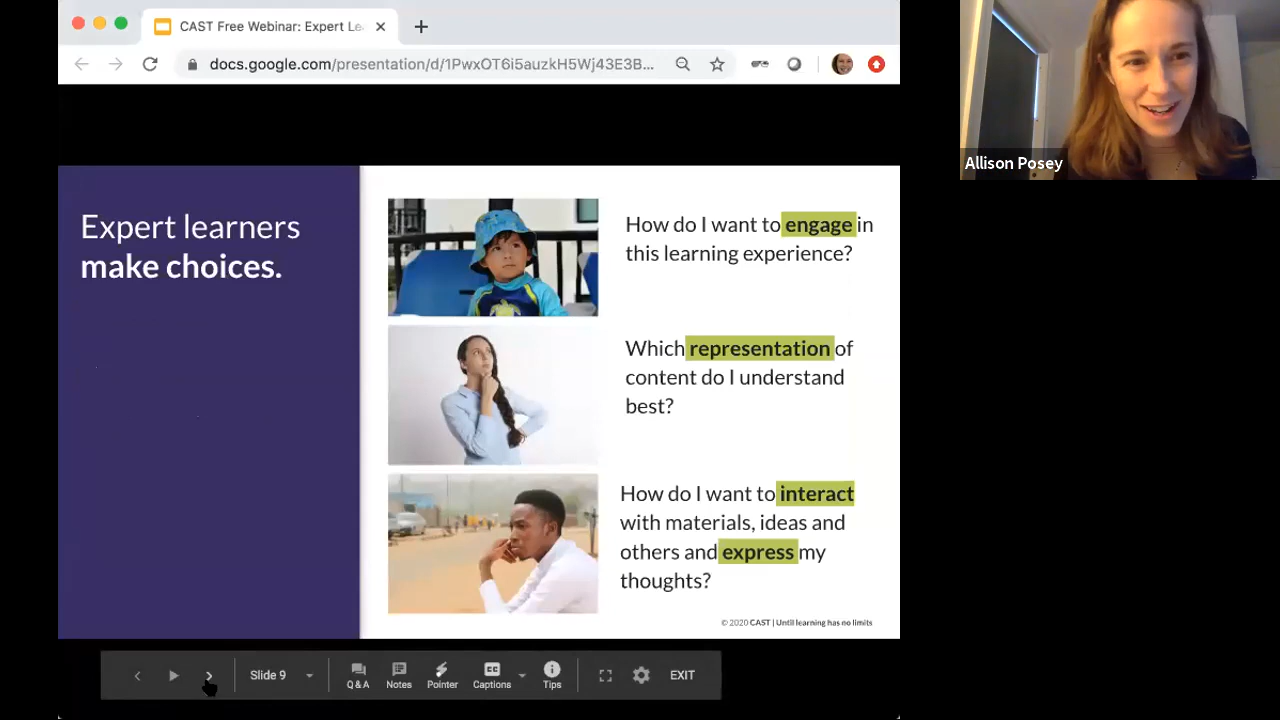 CAST Free Webinar: Expert Le
docs.google.com/presentation/d/1PwxOT6i5auzkH5Wj43E3B...
Allison Posey
Expert learners
make choices.
How do I want to engage in
this learning experience?
Which representation of
content do I understand
best?
How do I want to interact
with materials, ideas and
others and express my
thoughts?
© 2020 CAST | Until learning has no limits
Slide 9
Q & A
Notes
Pointer
Captions
Tips
EXIT